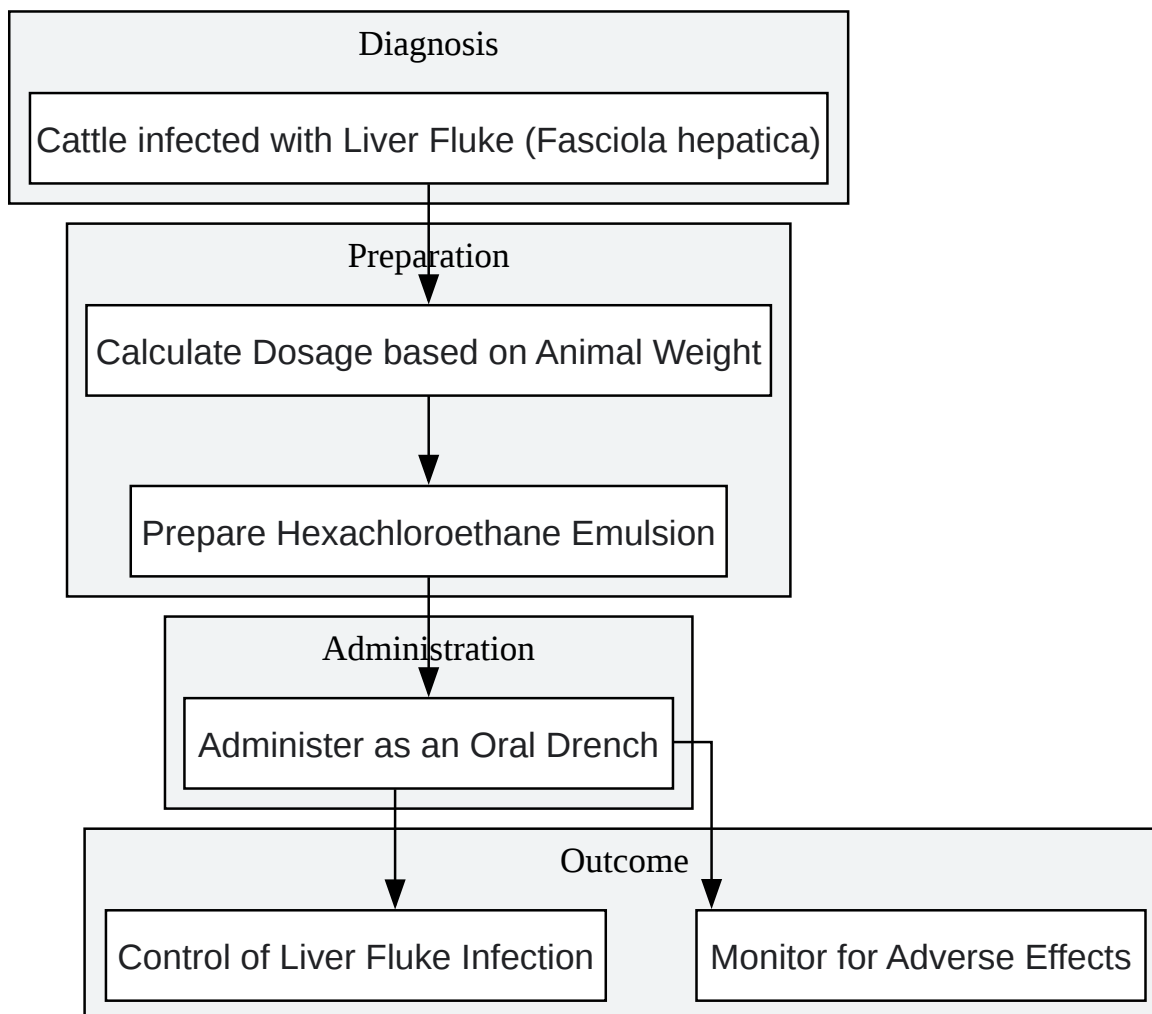 Diagnosis
Cattle infected with Liver Fluke (Fasciola hepatica)
Preparation
Calculate Dosage based on Animal Weight
Prepare Hexachloroethane Emulsion
Administration
Administer as an Oral Drench
Outcome
Control of Liver Fluke Infection
Monitor for Adverse Effects